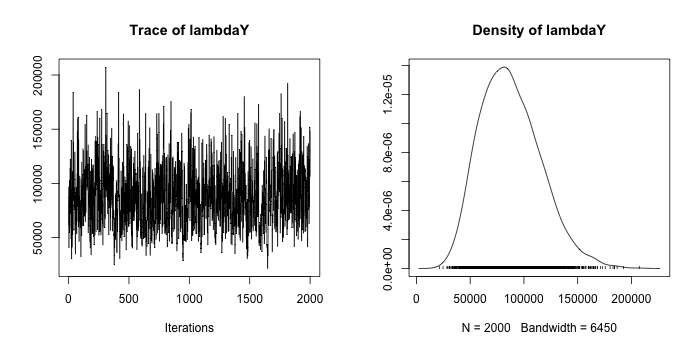 Trace of lambdaY
200000
150000
100000
50000
0 500 1000 1500 2000
Iterations
Density of lambdaY
1.2e-05
8.0e-06
4.0e-06
0.0e+00
0 50000 100000 150000 200000
N = 2000 Bandwidth = 6450